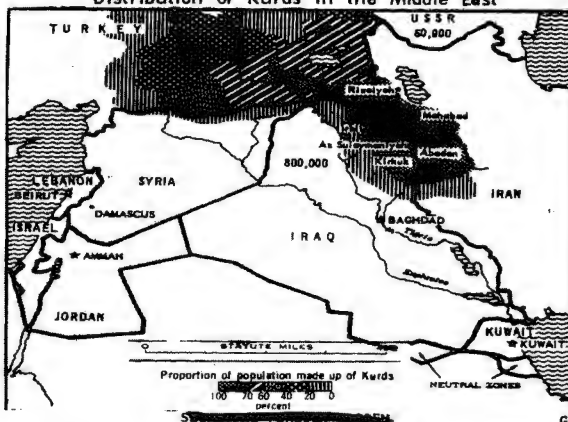 Distribution of Kurds in the Middle East
TURKEY
USSR
60,000
Rizaiyeh
Mahabad
As Sulaymaniyah
Kirkuk
Abadan
LEBANON
BEIRUT
SYRIA
800,000
IRAN
DAMASCUS
ISRAEL
BAGHDAD
IRAQ
Tigris
AMMAH
Euphrates
JORDAN
KUWAIT
KUWAIT
STATUTE MILES
0
NEUTRAL ZONES
Proportion of population made up of Kurds
100 70 60 40 20 0
percent